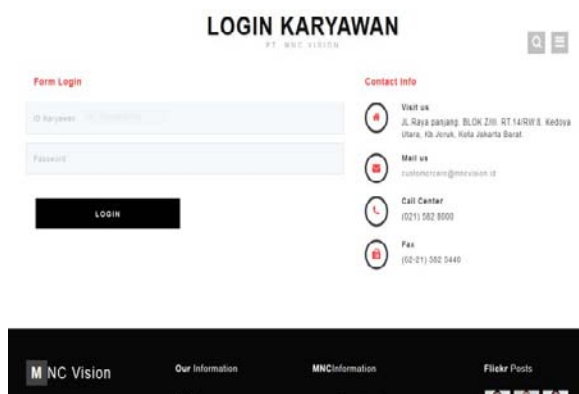 LOGIN KARYAWAN
PT. MNC VISION
Form Login
Contact Info
ID Karyawan
Password
LOGIN
Visit us
JL.Raya panjang. BLOK Z/III. RT.14/RW.8. Kedoya
Utara, Kb.Jeruk, Kota Jakarta Barat.
Mail us
customercare@mncvision.id
Call Center
(021) 582 8000
Fax
(62-21) 582 5440
MNC Vision
Our Information
MNCInformation
Flickr Posts